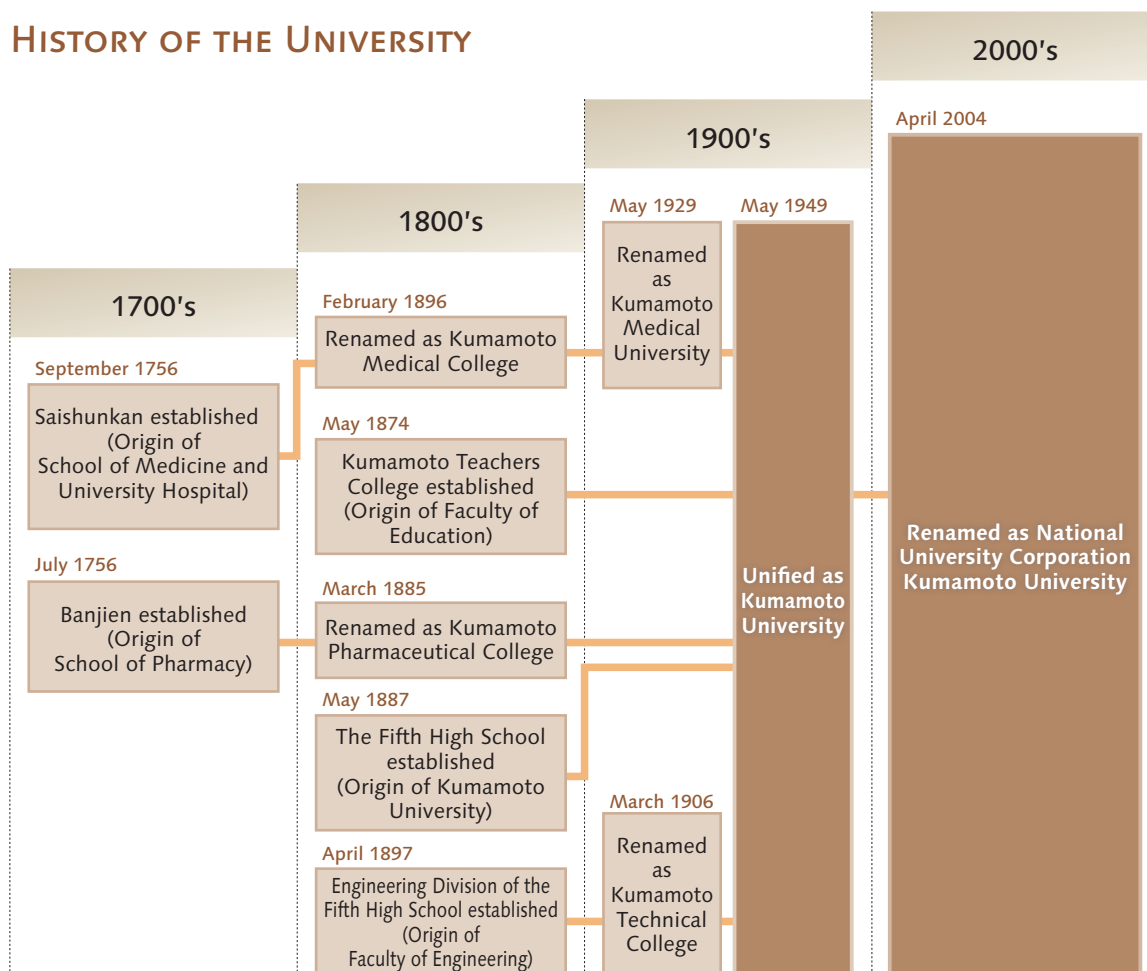 HISTORY OF THE UNIVERSITY
1700's
September 1756
Saishunkan established
(Origin of
School of Medicine and
University Hospital)
July 1756
Banjien established
(Origin of
School of Pharmacy)
1800's
February 1896
Renamed as Kumamoto
Medical College
May 1874
Kumamoto Teachers
College established
(Origin of Faculty of
Education)
March 1885
Renamed as Kumamoto
Pharmaceutical College
May 1887
The Fifth High School
established
(Origin of Kumamoto
University)
April 1897
Engineering Division of the
Fifth High School established
(Origin of
Faculty of Engineering)
1900's
May 1929
Renamed
as
Kumamoto
Medical
University
March 1906
Renamed
as
Kumamoto
Technical
College
May 1949
Unified as
Kumamoto
University
2000's
April 2004
Renamed as National
University Corporation
Kumamoto University